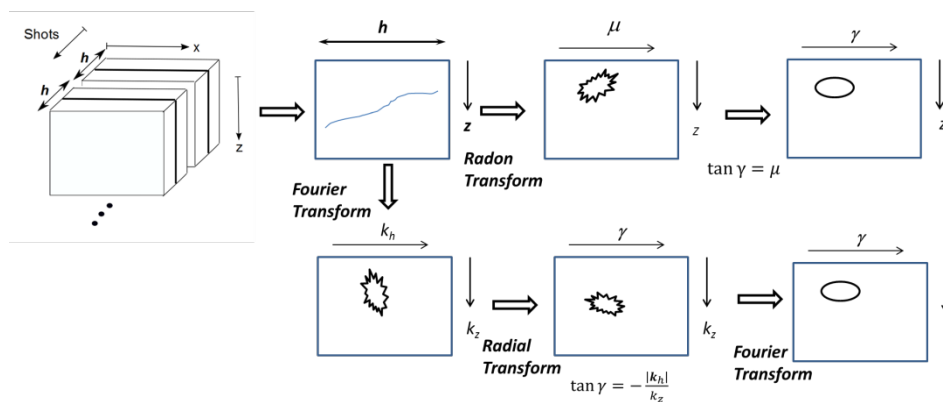 Shots
h
h
x
z
h
z
Radon
Transform
μ
z
tan γ = μ
γ
z
Fourier
Transform
k_h
k_z
Radial
Transform
γ
k_z
tan γ = − |k_h| / k_z
Fourier
Transform
γ